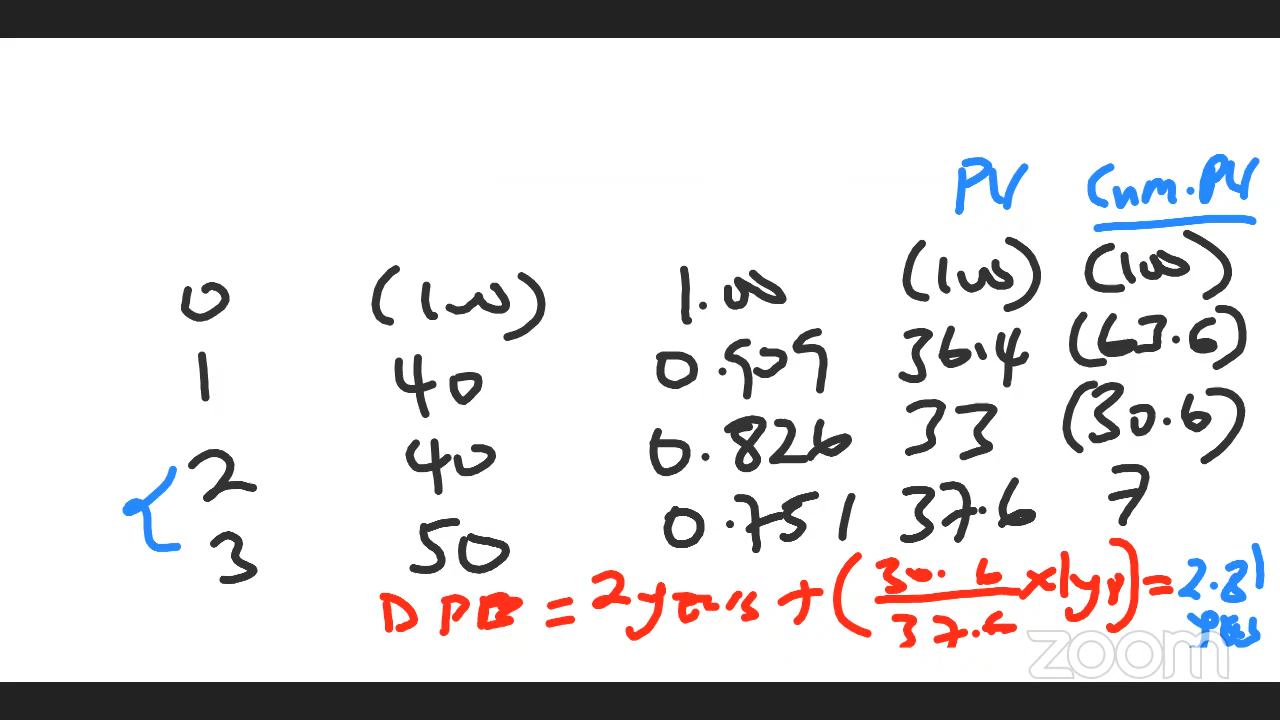 PV Cum.PV
0 (100) 1.00 (100) (100)
1 40 0.909 36.4 (63.6)
2 40 0.826 33 (30.6)
3 50 0.751 37.6 7
DPB = 2 years + (30.6/37.6 x 1yr) = 2.81 yrs
zoom